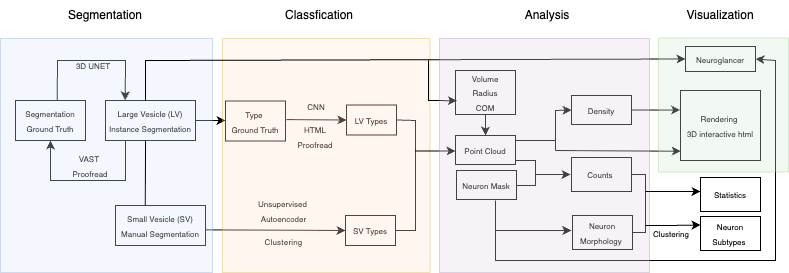 Segmentation
Classfication
Analysis
Visualization
3D UNET
Segmentation
Ground Truth
Large Vesicle (LV)
Instance Segmentation
VAST
Proofread
Small Vesicle (SV)
Manual Segmentation
Type
Ground Truth
CNN
HTML
Proofread
LV Types
Unsupervised
Autoencoder
Clustering
SV Types
Volume
Radius
COM
Point Cloud
Neuron Mask
Density
Counts
Neuron
Morphology
Clustering
Neuroglancer
Rendering
3D interactive html
Statistics
Neuron
Subtypes